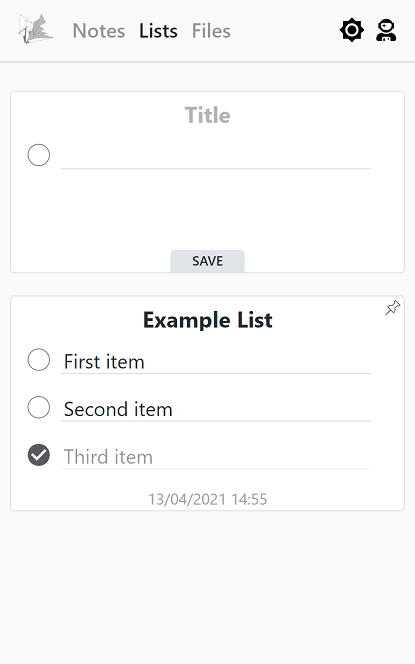 Notes Lists Files
Title
SAVE
Example List
First item
Second item
Third item
13/04/2021 14:55